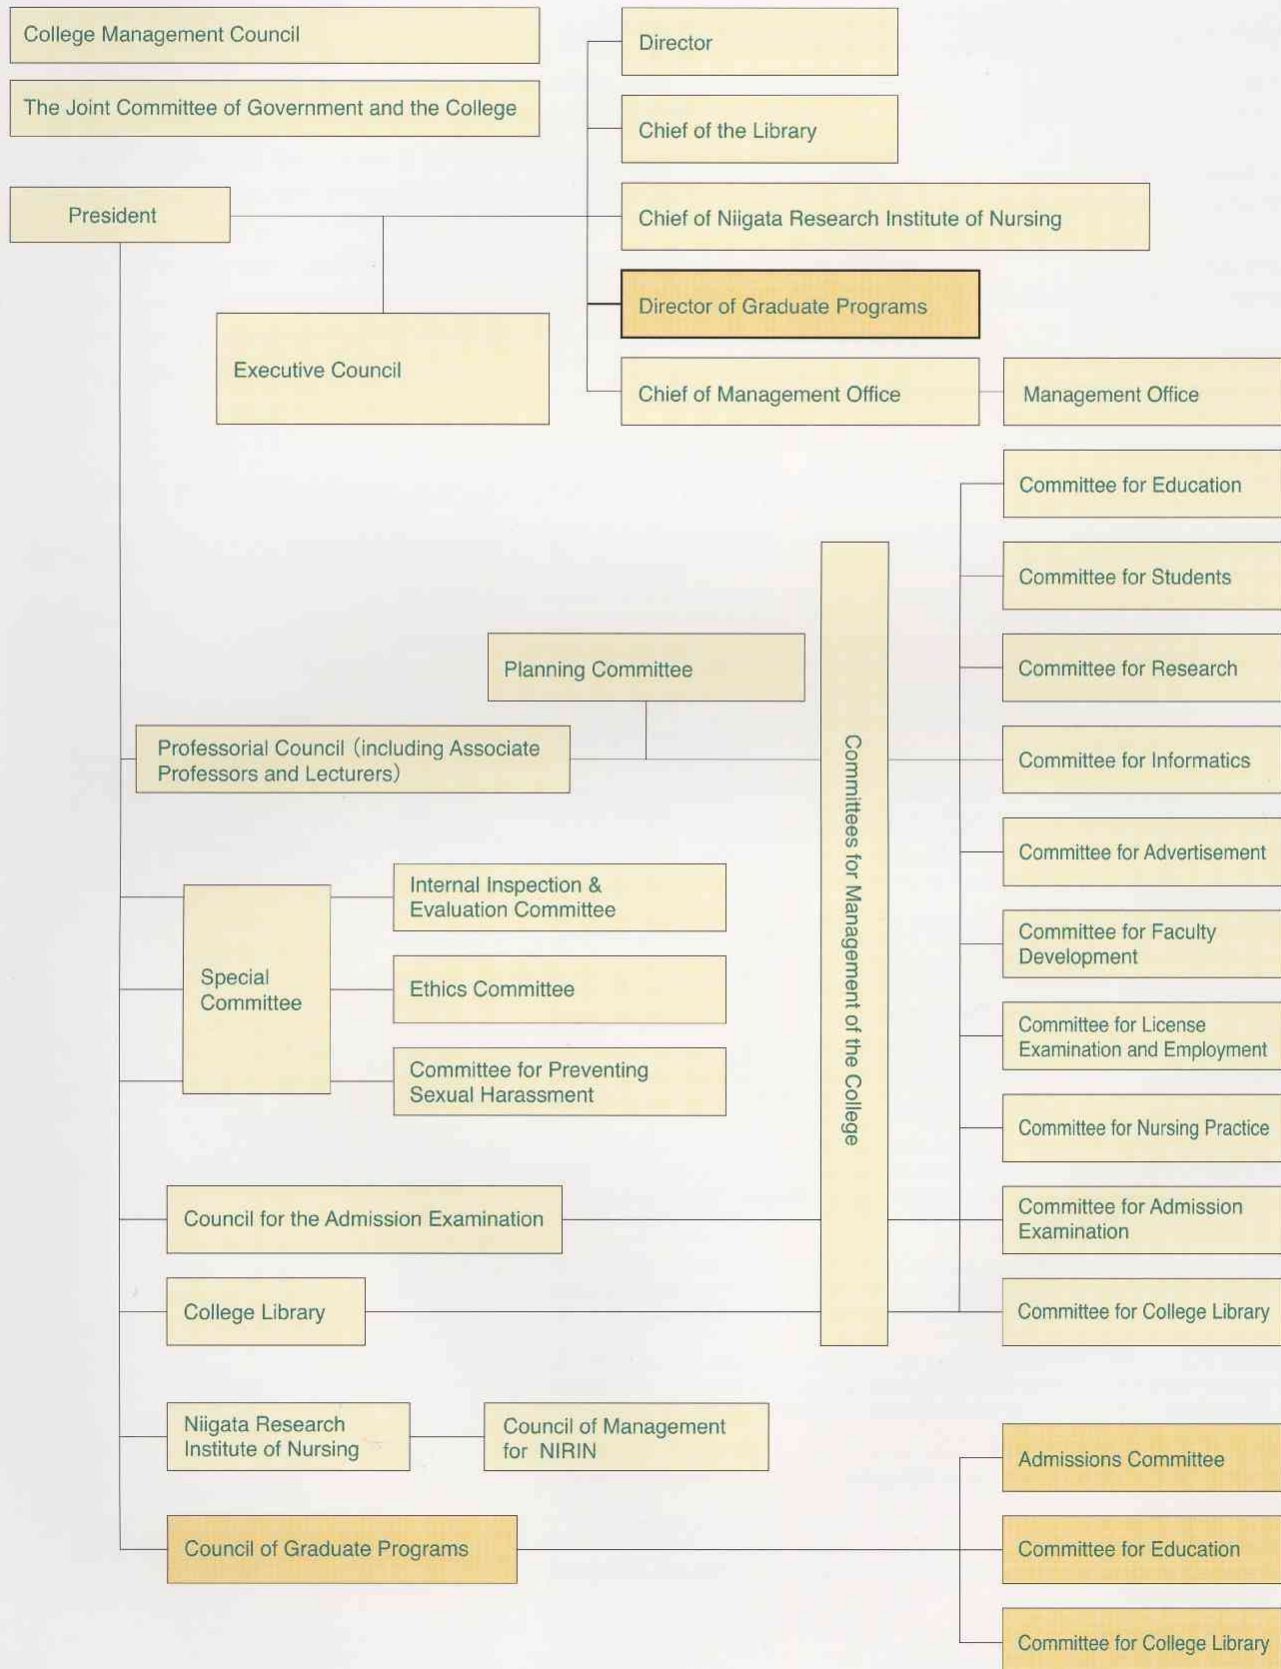 College Management Council
The Joint Committee of Government and the College
President
Executive Council
Director
Chief of the Library
Chief of Niigata Research Institute of Nursing
Director of Graduate Programs
Chief of Management Office
Management Office
Planning Committee
Professorial Council (including Associate
Professors and Lecturers)
Special
Committee
Internal Inspection &
Evaluation Committee
Ethics Committee
Committee for Preventing
Sexual Harassment
Council for the Admission Examination
College Library
Niigata Research
Institute of Nursing
Council of Management
for NIRIN
Council of Graduate Programs
Committees for Management of the College
Committee for Education
Committee for Students
Committee for Research
Committee for Informatics
Committee for Advertisement
Committee for Faculty
Development
Committee for License
Examination and Employment
Committee for Nursing Practice
Committee for Admission
Examination
Committee for College Library
Admissions Committee
Committee for Education
Committee for College Library